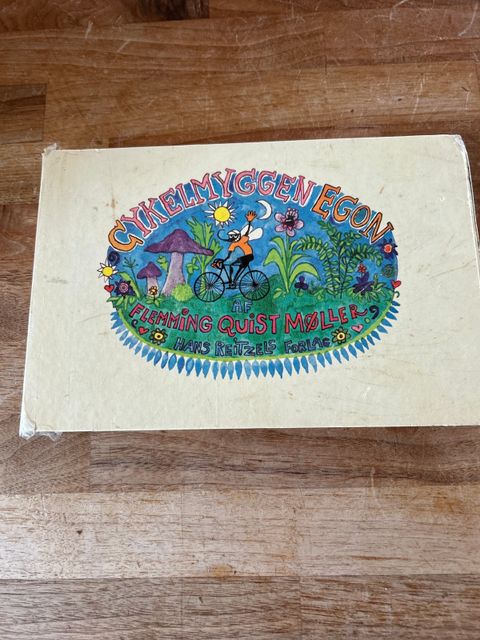 CYKELMYGGEN EGON
AF
FLEMMING QUIST MØLLER
HANS REITZELS FORLAG